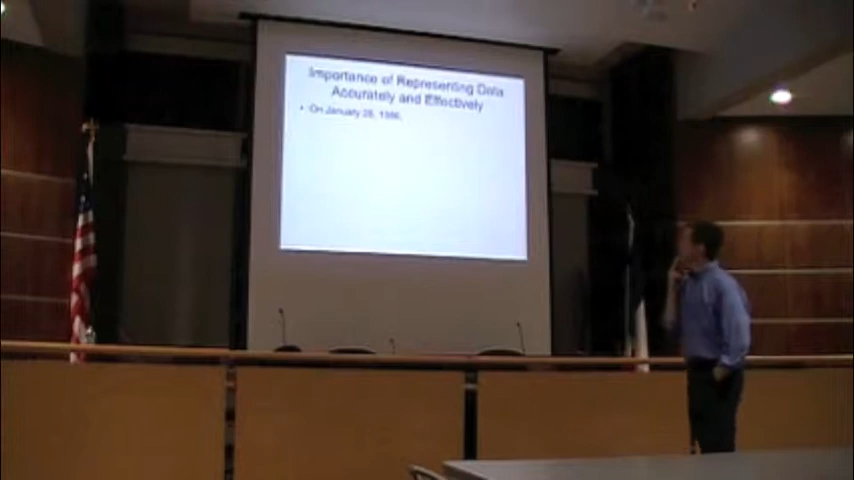 Importance of Representing Data
Accurately and Effectively
• On January 28, 1986,